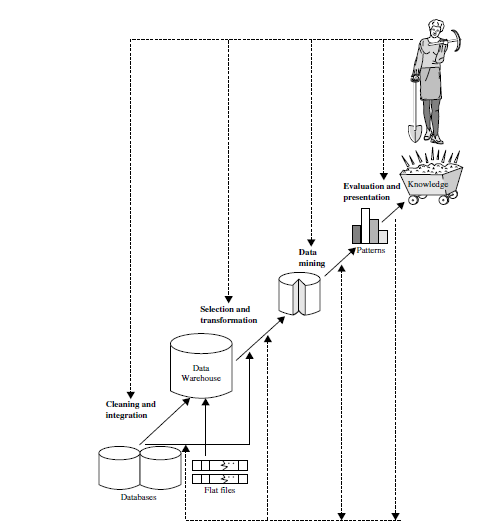 Evaluation and
presentation
Knowledge
Patterns
Data
mining
Selection and
transformation
Data
Warehouse
Cleaning and
integration
Databases
Flat files